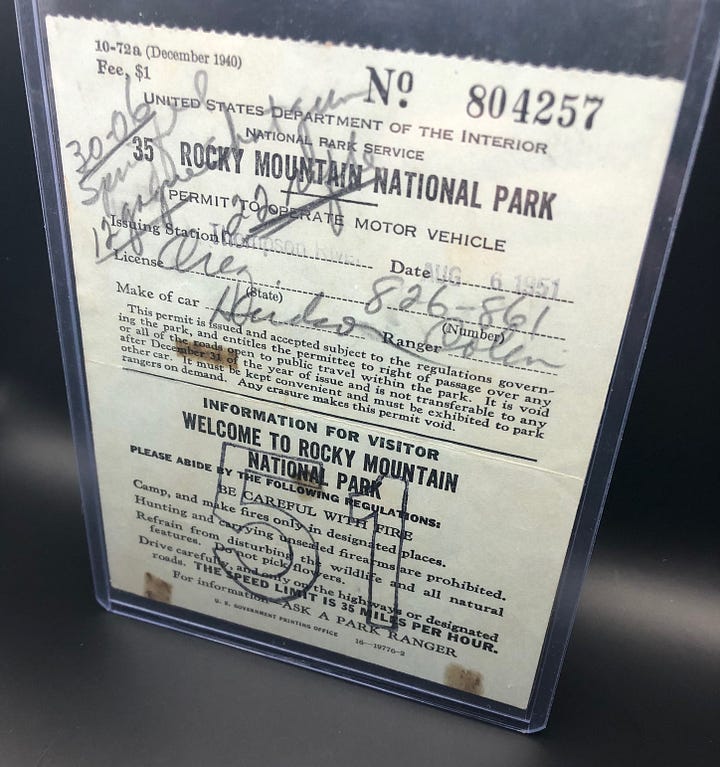 10-72a (December 1940)
Fee, $1
Nº 804257
UNITED STATES DEPARTMENT OF THE INTERIOR
NATIONAL PARK SERVICE
30-06
35 ROCKY MOUNTAIN NATIONAL PARK
PERMIT TO OPERATE MOTOR VEHICLE
Issuing Station Thompson River Date AUG 6 1951
License Oreg. 826-861
(State) (Number)
Make of car Hudson Ranger
This permit is issued and accepted subject to the regulations govern-
ing the park, and entitles the permittee to right of passage over any
or all of the roads open to public travel within the park. It is void
after December 31 of the year of issue and is not transferable to any
other car. It must be kept convenient and must be exhibited to park
rangers on demand. Any erasure makes this permit void.
INFORMATION FOR VISITOR
WELCOME TO ROCKY MOUNTAIN
NATIONAL PARK
PLEASE ABIDE BY THE FOLLOWING REGULATIONS:
BE CAREFUL WITH FIRE
51
Camp, and make fires only in designated places.
Hunting and carrying unsealed firearms are prohibited.
Refrain from disturbing the wildlife and all natural
features. Do not pick flowers.
Drive carefully, and only on the highways or designated
roads. THE SPEED LIMIT IS 35 MILES PER HOUR.
For information ASK A PARK RANGER
U. S. GOVERNMENT PRINTING OFFICE 16—19776-2